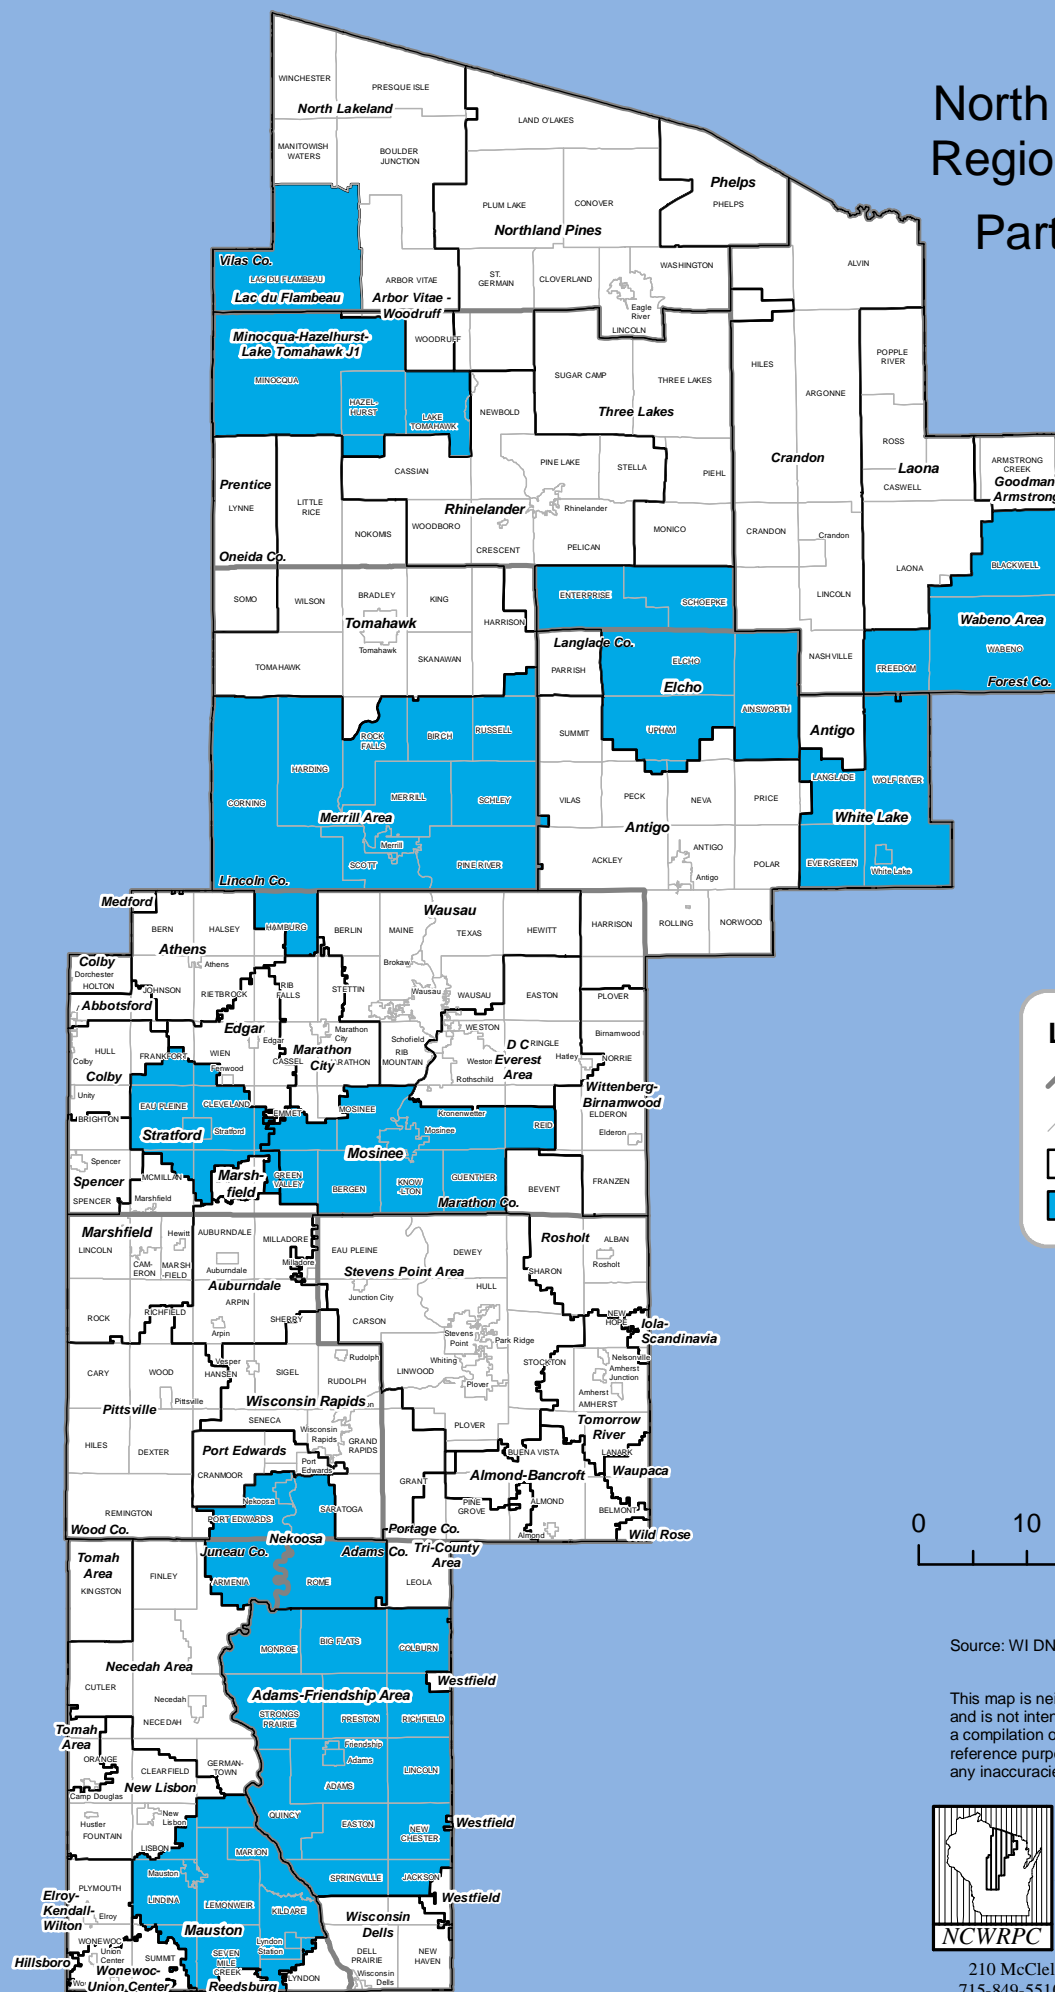 North
Regio
Part
WINCHESTER
PRESQUE ISLE
North Lakeland
LAND O'LAKES
MANITOWISH
WATERS
BOULDER
JUNCTION
Phelps
PLUM LAKE
CONOVER
PHELPS
Northland Pines
Vilas Co.
LAC DU FLAMBEAU
Lac du Flambeau
ARBOR VITAE
Arbor Vitae -
Woodruff
ST.
GERMAIN
CLOVERLAND
WASHINGTON
ALVIN
Eagle
River
LINCOLN
Minocqua-Hazelhurst-
Lake Tomahawk J1
WOODRUFF
MINOCQUA
HAZEL-
HURST
LAKE
TOMAHAWK
NEWBOLD
SUGAR CAMP
THREE LAKES
Three Lakes
HILES
ARGONNE
POPPLE
RIVER
ROSS
Crandon
Laona
CASWELL
ARMSTRONG
CREEK
Goodman
Armstrong
Prentice
LYNNE
LITTLE
RICE
CASSIAN
PINE LAKE
STELLA
PIEHL
Rhinelander
Rhinelander
NOKOMIS
WOODBORO
CRESCENT
PELICAN
MONICO
CRANDON
Crandon
Oneida Co.
LAONA
BLACKWELL
SOMO
WILSON
BRADLEY
KING
Tomahawk
Tomahawk
HARRISON
ENTERPRISE
SCHOEPKE
LINCOLN
Wabeno Area
WABENO
TOMAHAWK
SKANAWAN
Langlade Co.
PARRISH
ELCHO
Elcho
NASHVILLE
FREEDOM
Forest Co.
ROCK
FALLS
BIRCH
RUSSELL
SUMMIT
UPHAM
AINSWORTH
Antigo
HARDING
CORNING
MERRILL
SCHLEY
Merrill Area
Merrill
SCOTT
PINE RIVER
VILAS
PECK
NEVA
PRICE
Antigo
LANGLADE
WOLF RIVER
White Lake
ACKLEY
ANTIGO
Antigo
POLAR
EVERGREEN
White Lake
Lincoln Co.
Medford
HAMBURG
Wausau
BERN
HALSEY
BERLIN
MAINE
TEXAS
HEWITT
HARRISON
ROLLING
NORWOOD
Athens
Athens
Colby
Dorchester
HOLTON
JOHNSON
RIETBROCK
RIB
FALLS
STETTIN
Brokaw
Wausau
WAUSAU
EASTON
PLOVER
Abbotsford
Edgar
Edgar
Marathon
City
WESTON
Schofield
RIB
MOUNTAIN
Birnamwood
HULL
Colby
FRANKFORT
WIEN
Fenwood
CASSEL
Marathon
City
D C
Everest
Area
Weston
Hatley
NORRIE
Colby
Rothschild
Wittenberg-
Birnamwood
Unity
EAU PLEINE
CLEVELAND
EMMET
MOSINEE
Kronenwetter
ELDERON
BRIGHTON
Stratford
Stratford
Mosinee
REID
Elderon
Mosinee
Spencer
Spencer
SPENCER
MCMILLAN
Marsh-
field
GREEN
VALLEY
BERGEN
KNOW
-LTON
GUENTHER
BEVENT
FRANZEN
Marshfield
Marathon Co.
Marshfield
LINCOLN
Hewitt
AUBURNDALE
MILLADORE
EAU PLEINE
DEWEY
Rosholt
ALBAN
CAM-
ERON
MARSH
-FIELD
Auburndale
Milladore
Stevens Point Area
SHARON
Rosholt
Auburndale
Junction City
HULL
ROCK
RICHFIELD
ARPIN
SHERRY
Arpin
CARSON
Stevens
Point
Park Ridge
NEW
HOPE
Iola-
Scandinavia
CARY
WOOD
Vesper
HANSEN
SIGEL
Rudolph
RUDOLPH
LINWOOD
Whiting
STOCKTON
Nelsonville
Amherst
Junction
Pittsville
Pittsville
Wisconsin Rapids
Plover
Amherst
AMHERST
SENECA
PLOVER
Tomorrow
River
Wisconsin
Rapids
GRAND
RAPIDS
HILES
DEXTER
Port Edwards
Port
Edwards
CRANMOOR
BUENA VISTA
LANARK
Almond-Bancroft
Waupaca
GRANT
Nekoosa
PORT EDWARDS
SARATOGA
PINE
GROVE
ALMOND
BELMONT
REMINGTON
Wood Co.
Nekoosa
Portage Co.
Almond
Wild Rose
Tomah
Area
KINGSTON
FINLEY
Juneau Co.
Adams Co.
Tri-County
Area
ARMENIA
ROME
LEOLA
MONROE
BIG FLATS
COLBURN
Necedah Area
CUTLER
Necedah
NECEDAH
Adams-Friendship Area
Westfield
STRONGS
PRAIRIE
PRESTON
RICHFIELD
Tomah
Area
ORANGE
CLEARFIELD
GERMAN-
TOWN
Friendship
Adams
ADAMS
LINCOLN
New Lisbon
Camp Douglas
Hustler
FOUNTAIN
New
Lisbon
LISBON
QUINCY
EASTON
NEW
CHESTER
Westfield
MARION
PLYMOUTH
Mauston
LINDINA
LEMONWEIR
KILDARE
SPRINGVILLE
JACKSON
Westfield
Elroy-
Kendall-
Wilton
Elroy
WONEWOC
Mauston
Wisconsin
Dells
Hillsboro
Union
Center
SUMMIT
SEVEN
MILE
CREEK
Lyndon
Station
DELL
PRAIRIE
NEW
HAVEN
Wonewoc-
Union Center
Reedsburg
LYNDON
Wisconsin
Dells
L
0 10
Source: WI DN
This map is nei
and is not inten
a compilation o
reference purpo
any inaccuracie
NCWRPC
210 McClel
715-849-5510